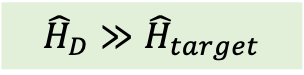 Ĥ_D ≫ Ĥ_target